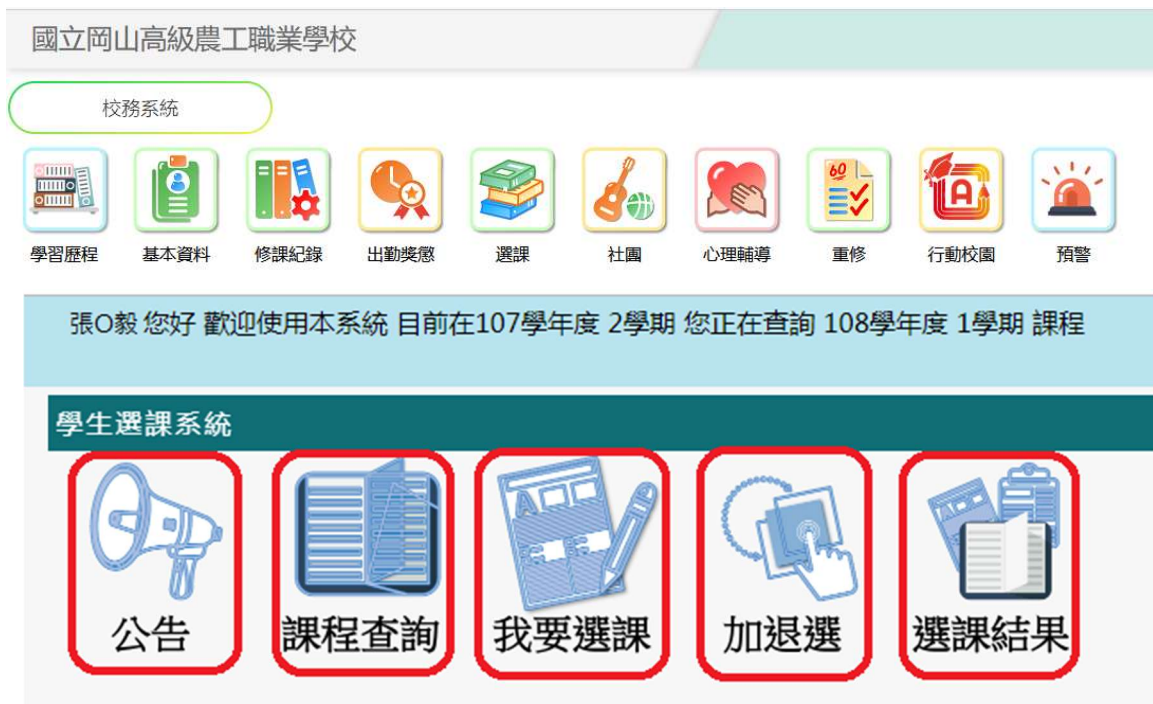 國立岡山高級農工職業學校
校務系統
60
A
學習歷程 基本資料 修課紀錄 出勤獎懲 選課 社團 心理輔導 重修 行動校園 預警
張O毅 您好 歡迎使用本系統 目前在107學年度 2學期 您正在查詢 108學年度 1學期 課程
學生選課系統
公告 課程查詢 我要選課 加退選 選課結果